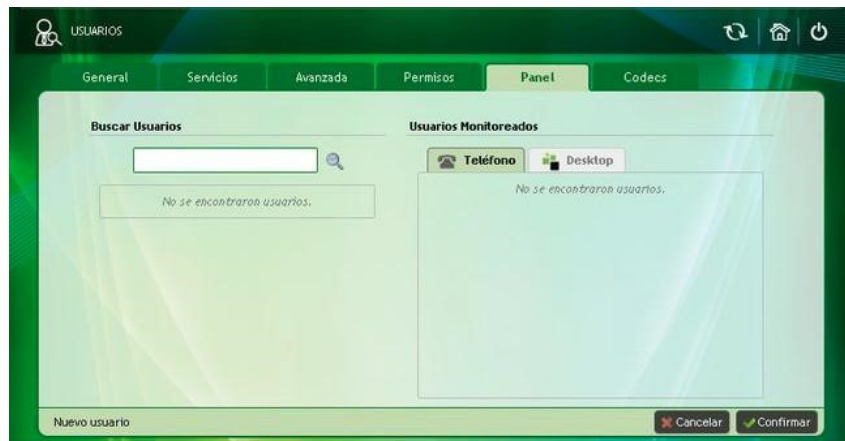 USUARIOS
General Servicios Avanzada Permisos Panel Codecs
Buscar Usuarios
No se encontraron usuarios.
Usuarios Monitoreados
Teléfono Desktop
No se encontraron usuarios.
Nuevo usuario
Cancelar Confirmar